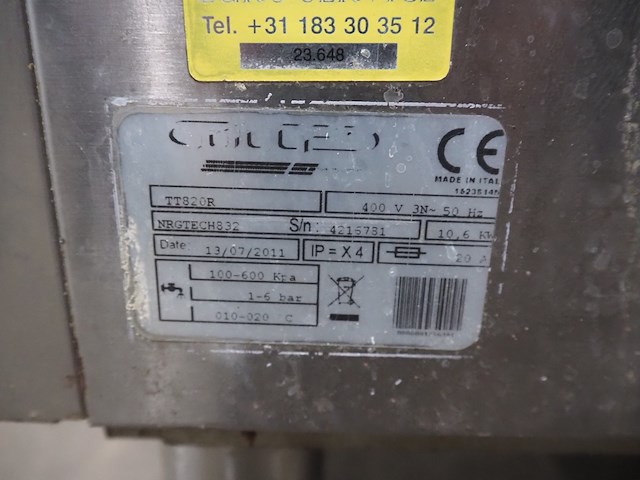 Tel. +31 183 30 35 12
23.648
CE
MADE IN ITAL
TT820R 400 V 3N~ 50 Hz
NRGTECH832 S/n: 4216781 10,6 KW
Date: 13/07/2011 IP = X 4 20 A
100-600 Kpa
1-6 bar
010-020 C